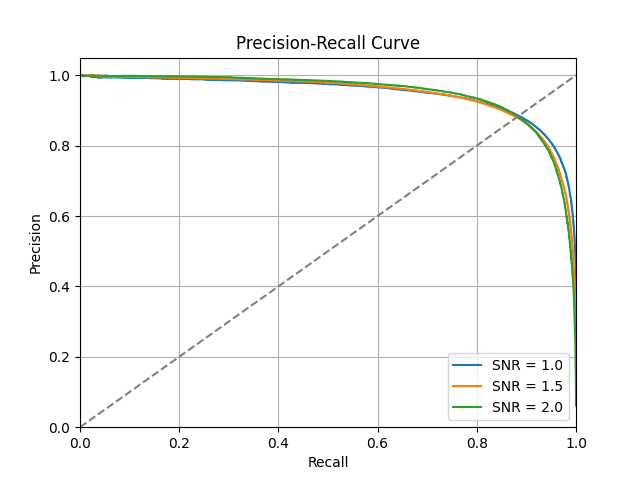 Precision-Recall Curve
1.0
0.8
0.6
0.4
0.2
0.0
Precision
0.0 0.2 0.4 0.6 0.8 1.0
Recall
SNR = 1.0
SNR = 1.5
SNR = 2.0